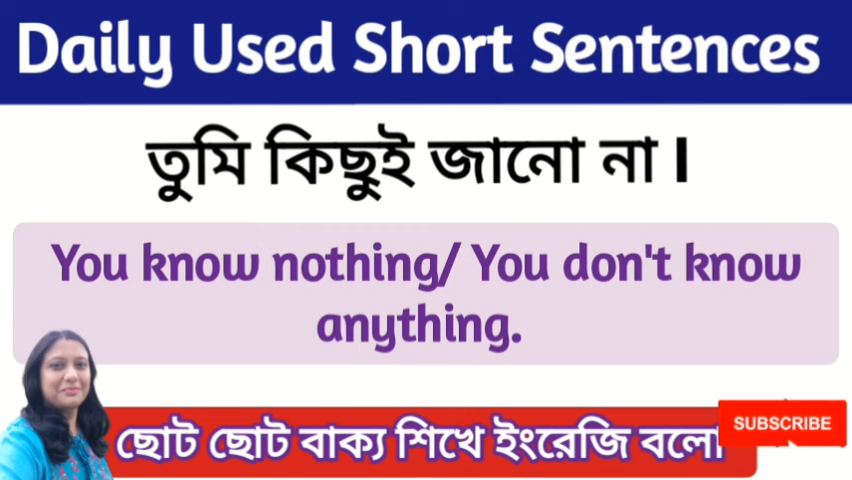 Daily Used Short Sentences
তুমি কিছুই জানো না।
You know nothing/ You don't know
anything.
ছোট ছোট বাক্য শিখে ইংরেজি বলো
SUBSCRIBE